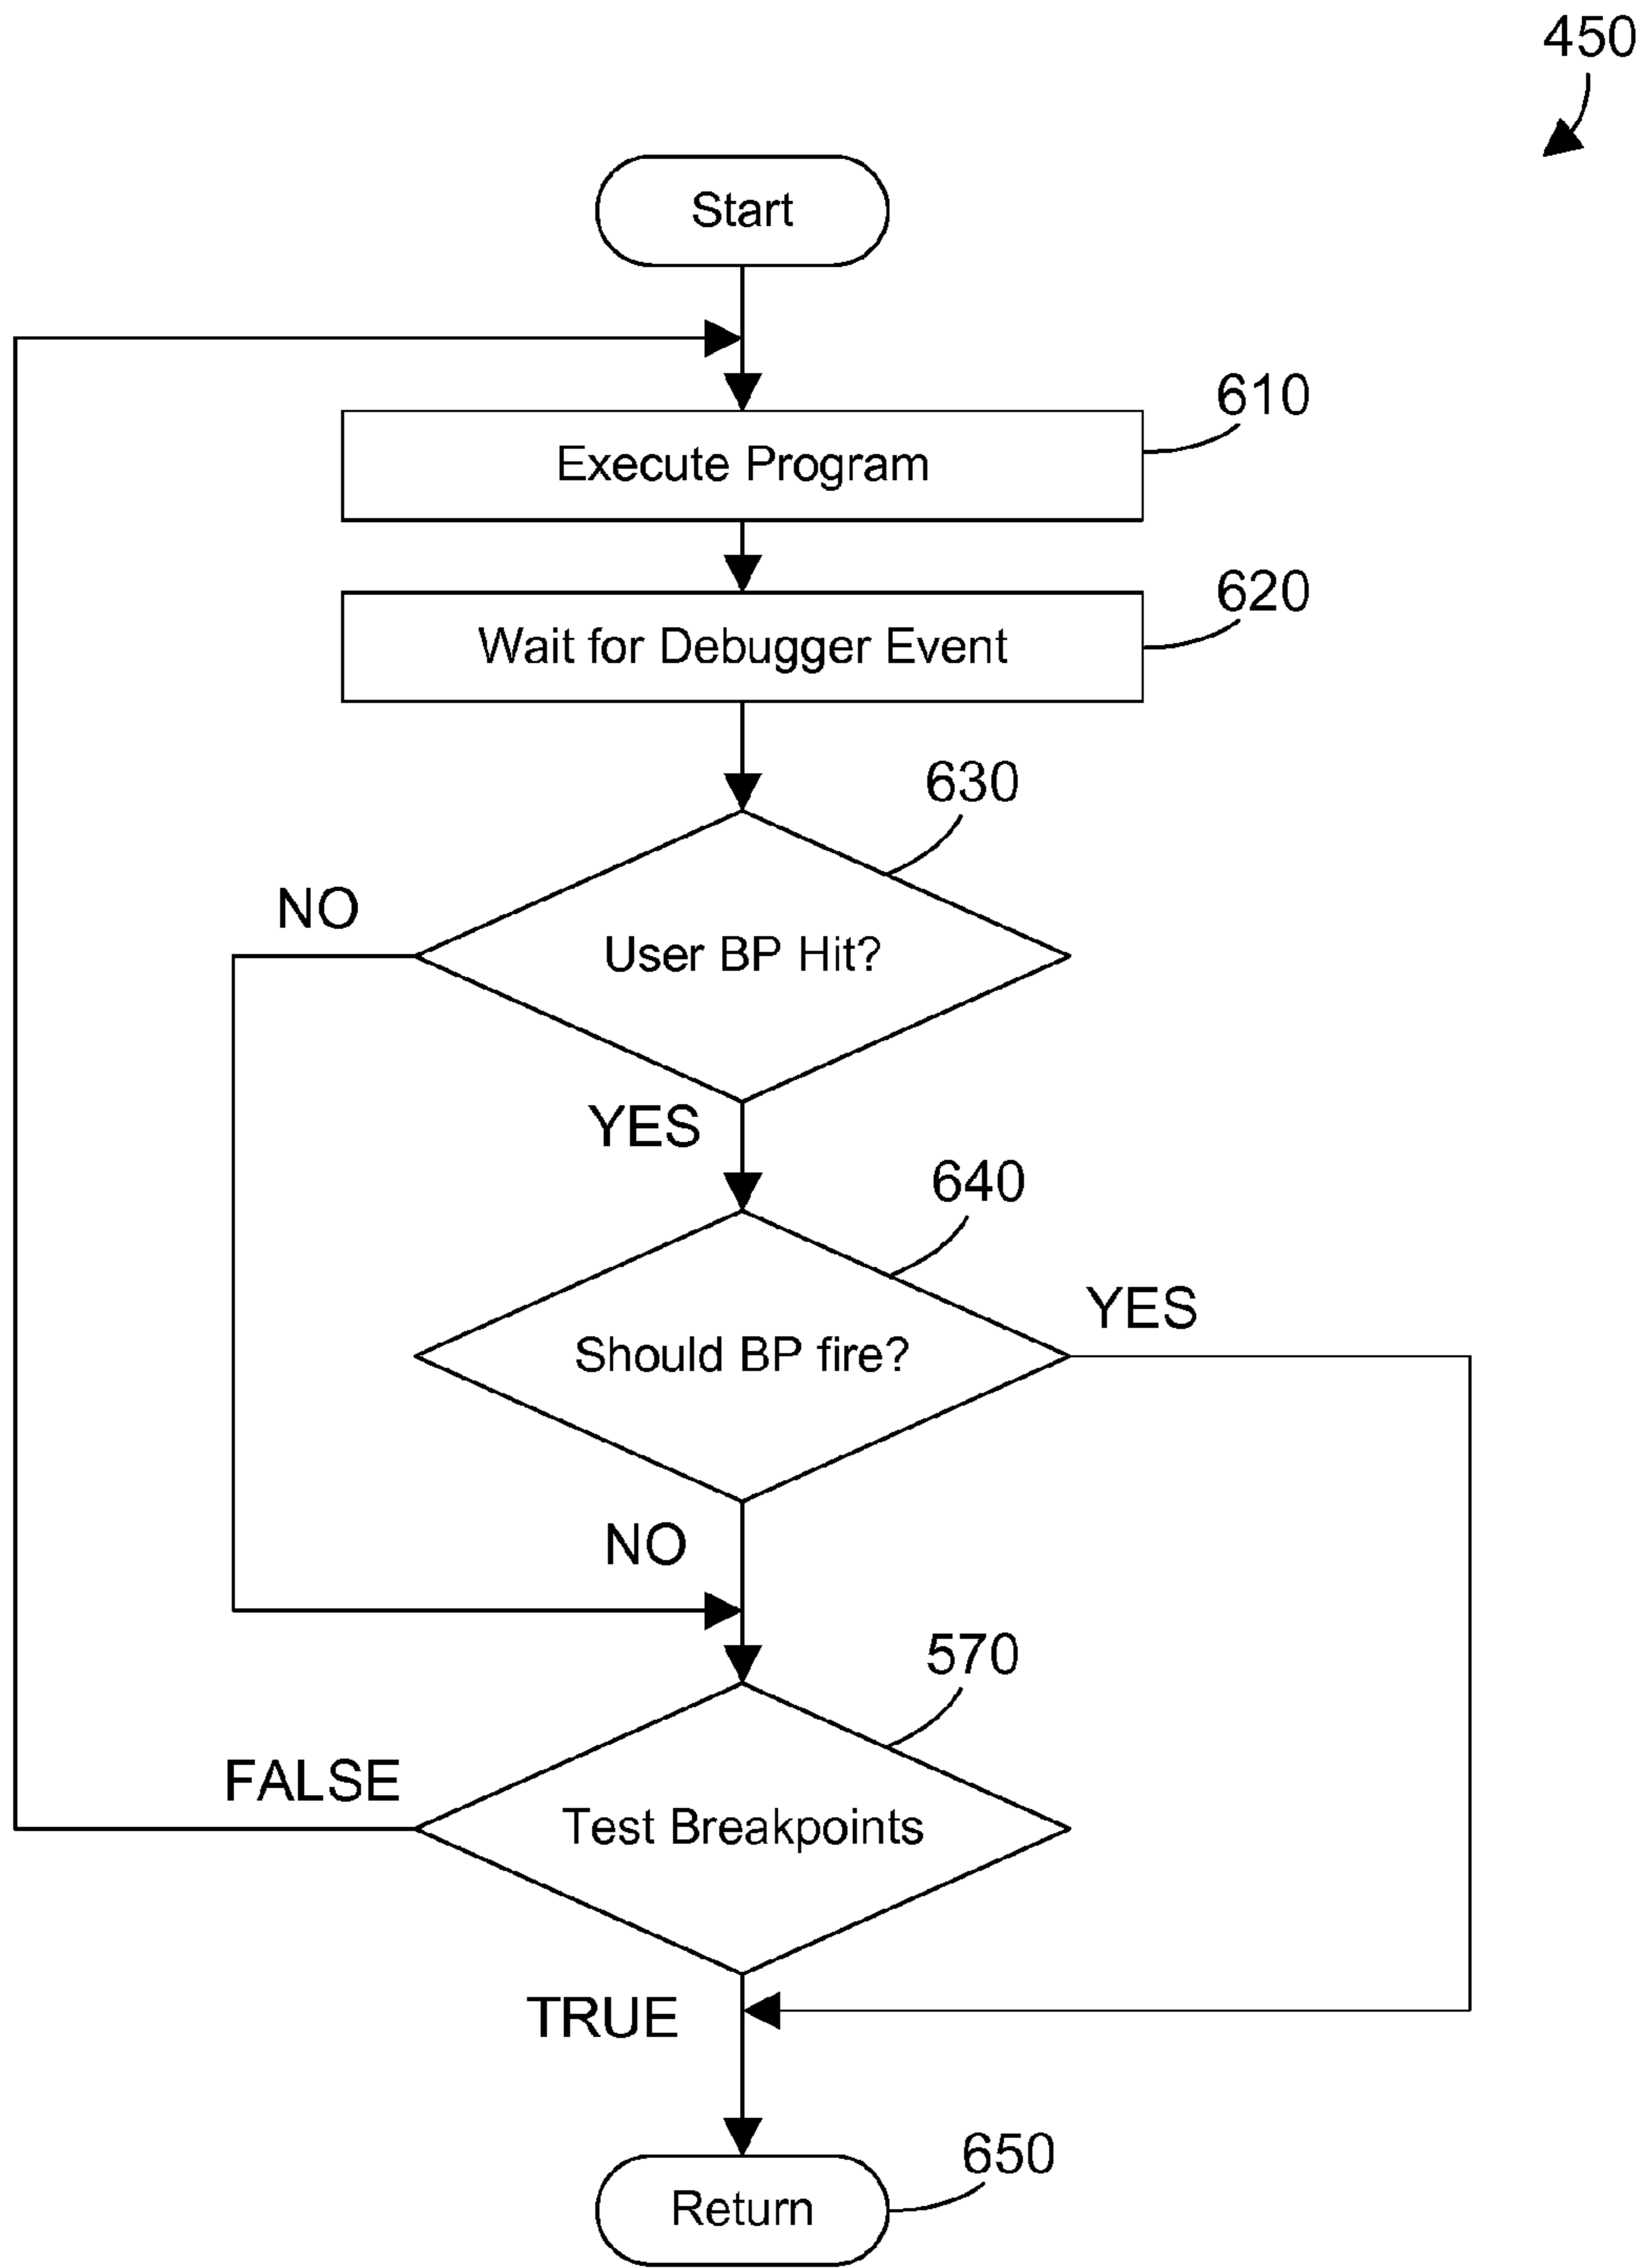 450
Start
610
Execute Program
620
Wait for Debugger Event
630
NO
User BP Hit?
YES
640
YES
Should BP fire?
NO
570
FALSE
Test Breakpoints
TRUE
650
Return